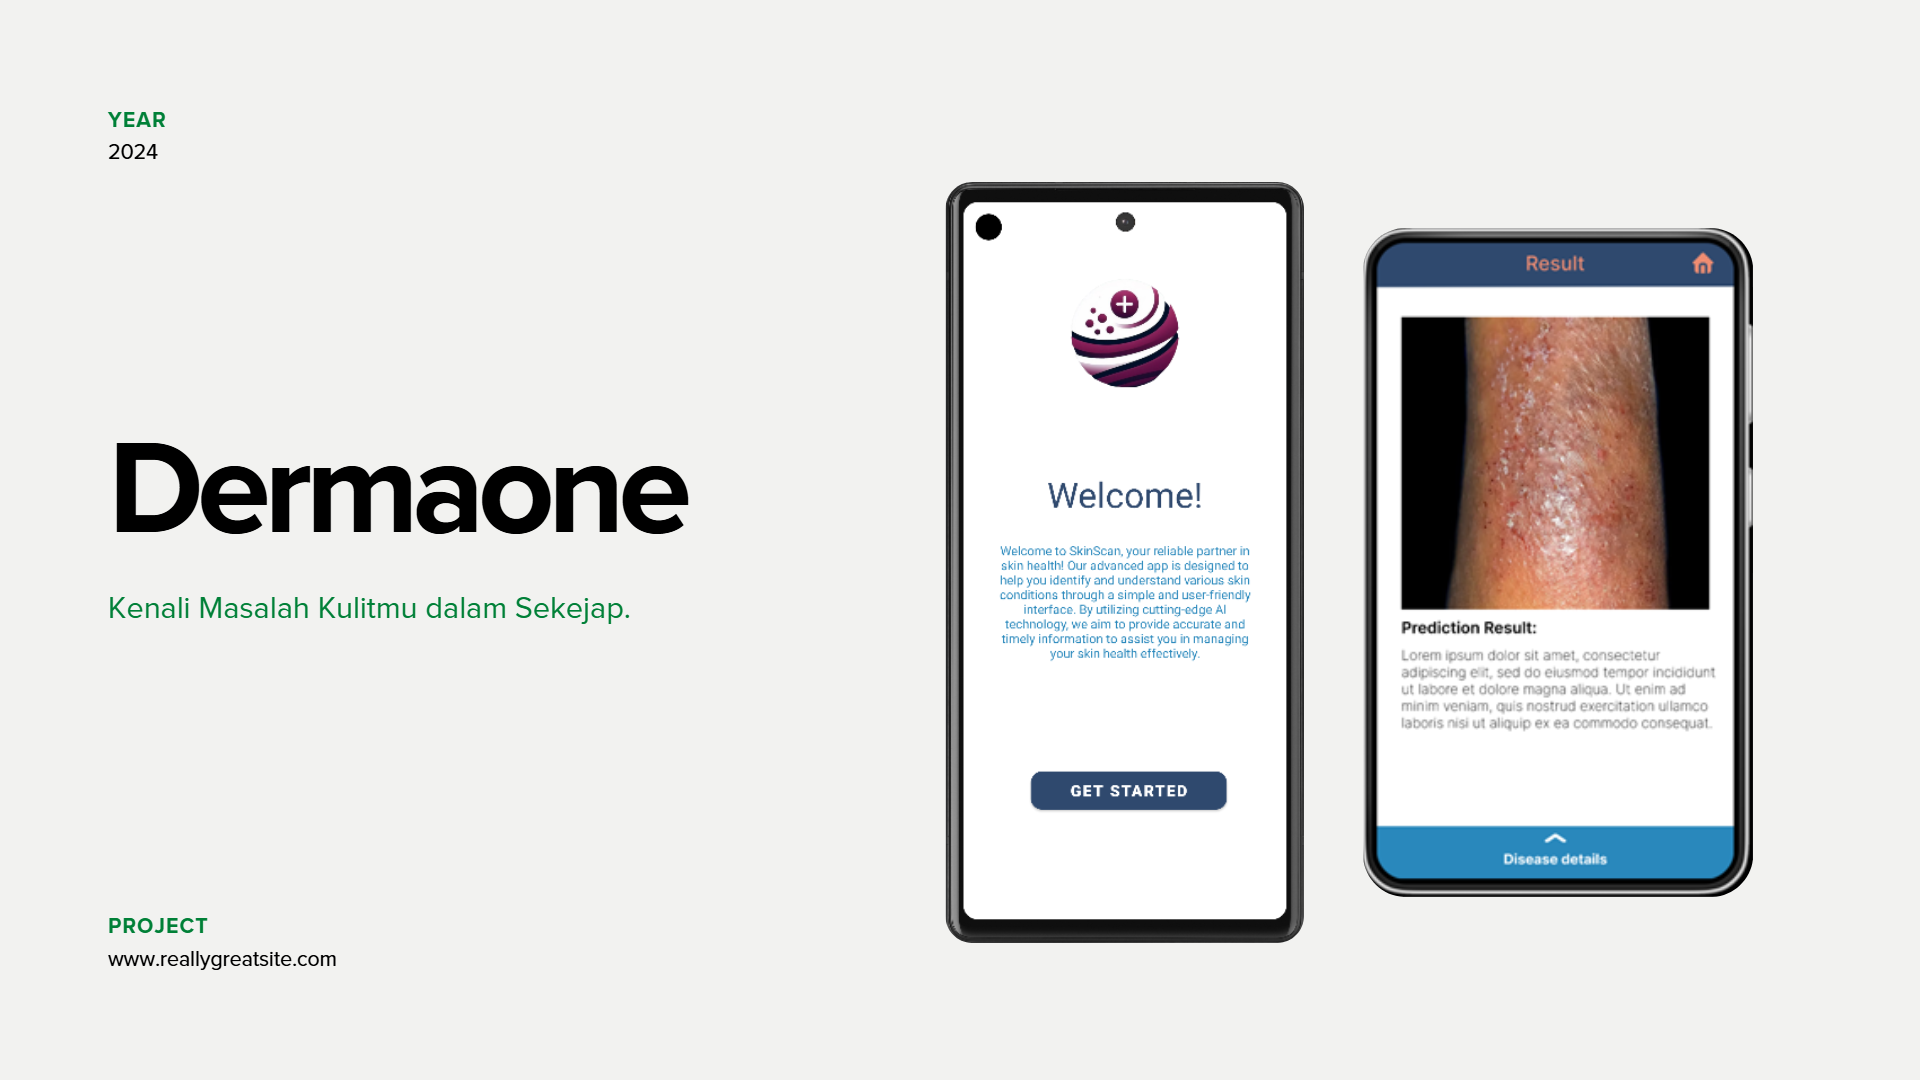 YEAR
2024
Dermaone
Kenali Masalah Kulitmu dalam Sekejap.
PROJECT
www.reallygreatsite.com
Welcome!
Welcome to SkinScan, your reliable partner in
skin health! Our advanced app is designed to
help you identify and understand various skin
conditions through a simple and user-friendly
interface. By utilizing cutting-edge AI
technology, we aim to provide accurate and
timely information to assist you in managing
your skin health effectively.
GET STARTED
Result
Prediction Result:
Lorem ipsum dolor sit amet, consectetur
adipiscing elit, sed do eiusmod tempor incididunt
ut labore et dolore magna aliqua. Ut enim ad
minim veniam, quis nostrud exercitation ullamco
laboris nisi ut aliquip ex ea commodo consequat.
Disease details